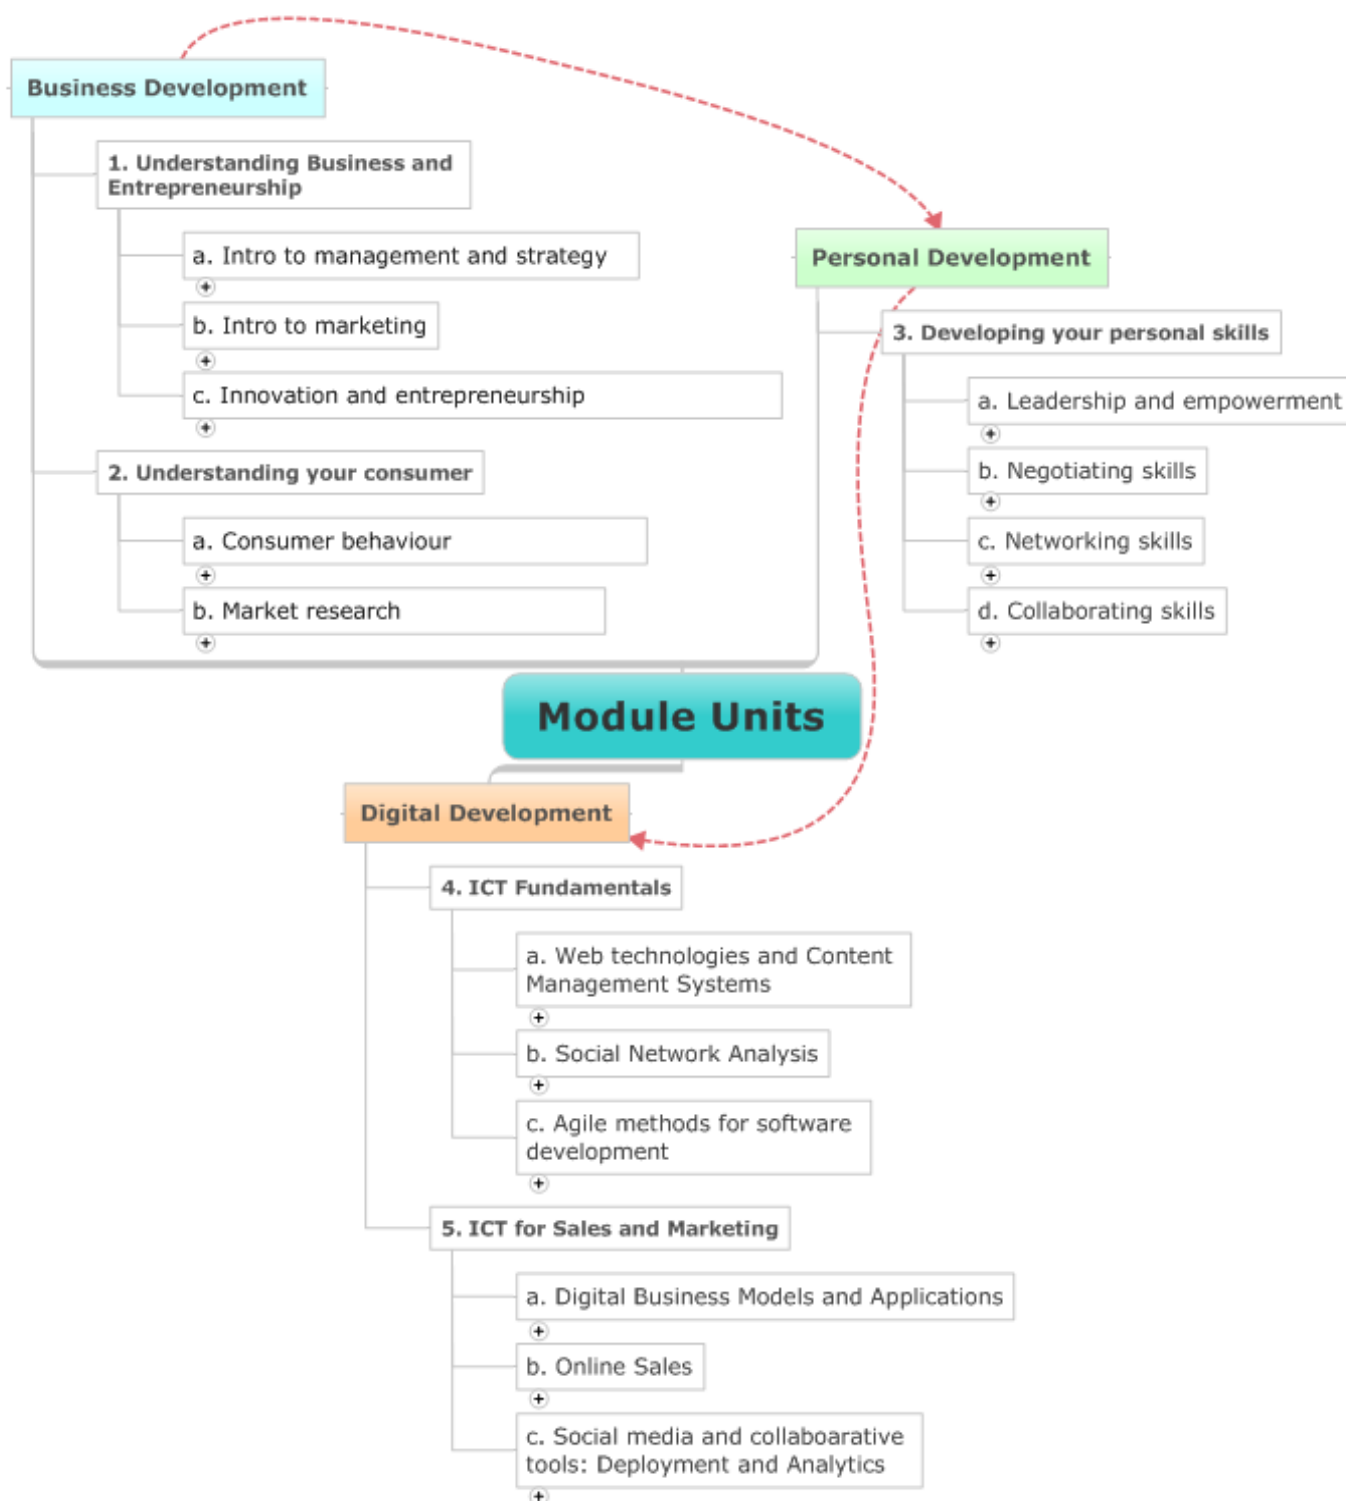 Business Development
1. Understanding Business and
Entrepreneurship
a. Intro to management and strategy
b. Intro to marketing
c. Innovation and entrepreneurship
2. Understanding your consumer
a. Consumer behaviour
b. Market research
Personal Development
3. Developing your personal skills
a. Leadership and empowerment
b. Negotiating skills
c. Networking skills
d. Collaborating skills
Module Units
Digital Development
4. ICT Fundamentals
a. Web technologies and Content
Management Systems
b. Social Network Analysis
c. Agile methods for software
development
5. ICT for Sales and Marketing
a. Digital Business Models and Applications
b. Online Sales
c. Social media and collaboarative
tools: Deployment and Analytics